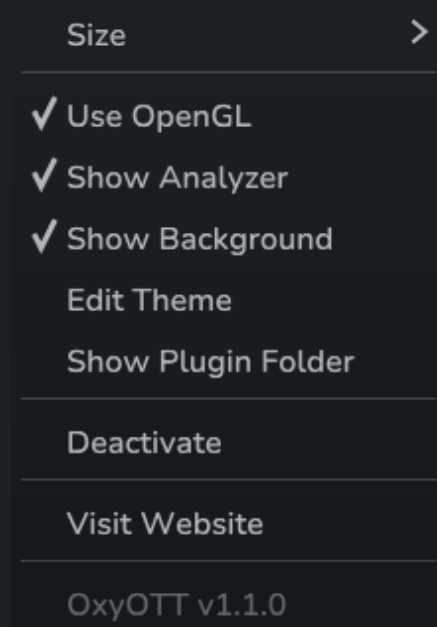 Size
Use OpenGL
Show Analyzer
Show Background
Edit Theme
Show Plugin Folder
Deactivate
Visit Website
OxyOTT v1.1.0